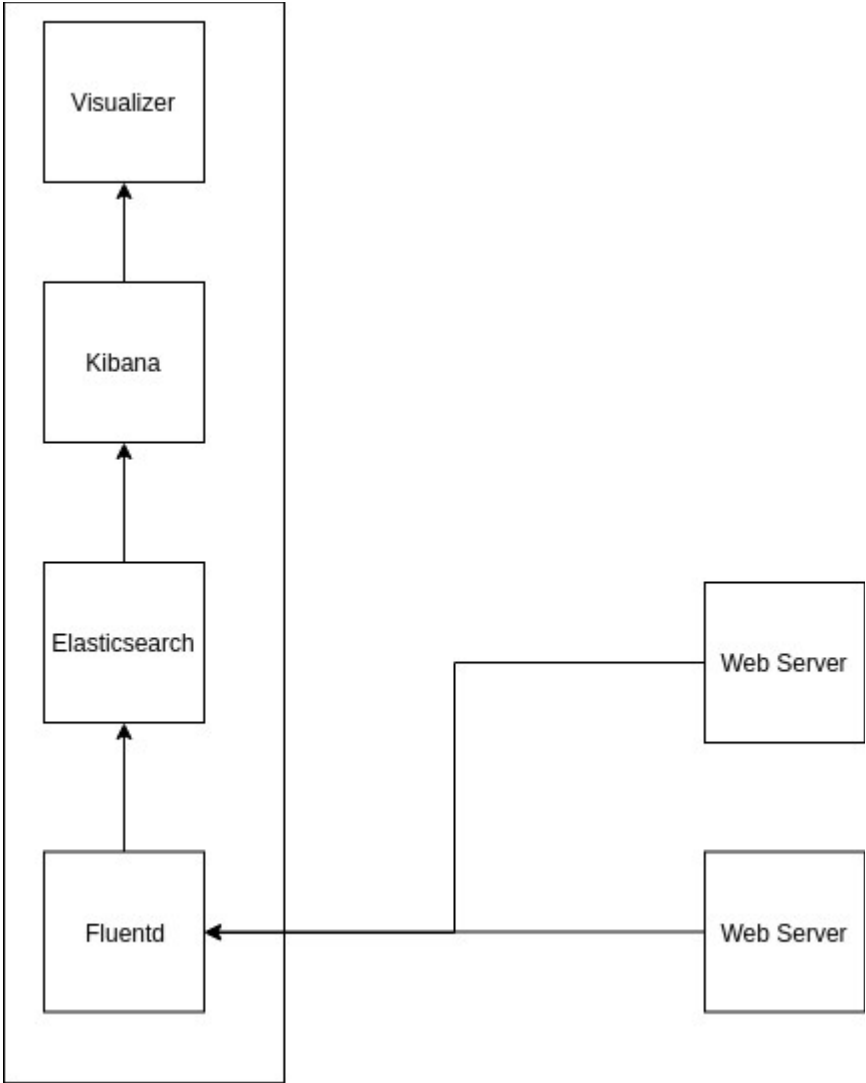 Visualizer
Kibana
Elasticsearch
Web Server
Fluentd
Web Server